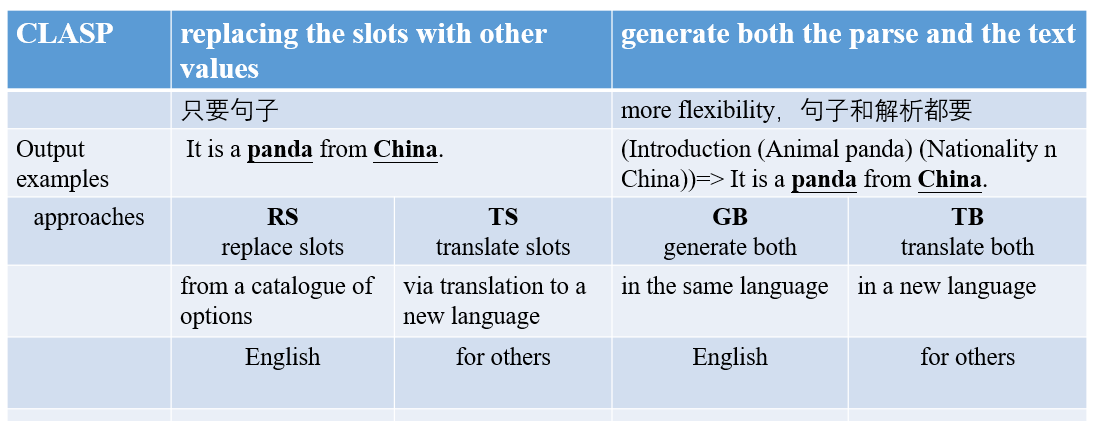 CLASP
replacing the slots with other
values
generate both the parse and the text
只要句子
more flexibility，句子和解析都要
Output
examples
It is a panda from China.
(Introduction (Animal panda) (Nationality n
China))=> It is a panda from China.
approaches
RS
replace slots
TS
translate slots
GB
generate both
TB
translate both
from a catalogue of
options
via translation to a
new language
in the same language
in a new language
English
for others
English
for others